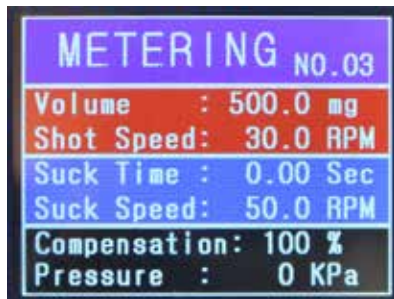 METERING NO.03
Volume : 500.0 mg
Shot Speed: 30.0 RPM
Suck Time : 0.00 Sec
Suck Speed: 50.0 RPM
Compensation: 100 %
Pressure : 0 KPa